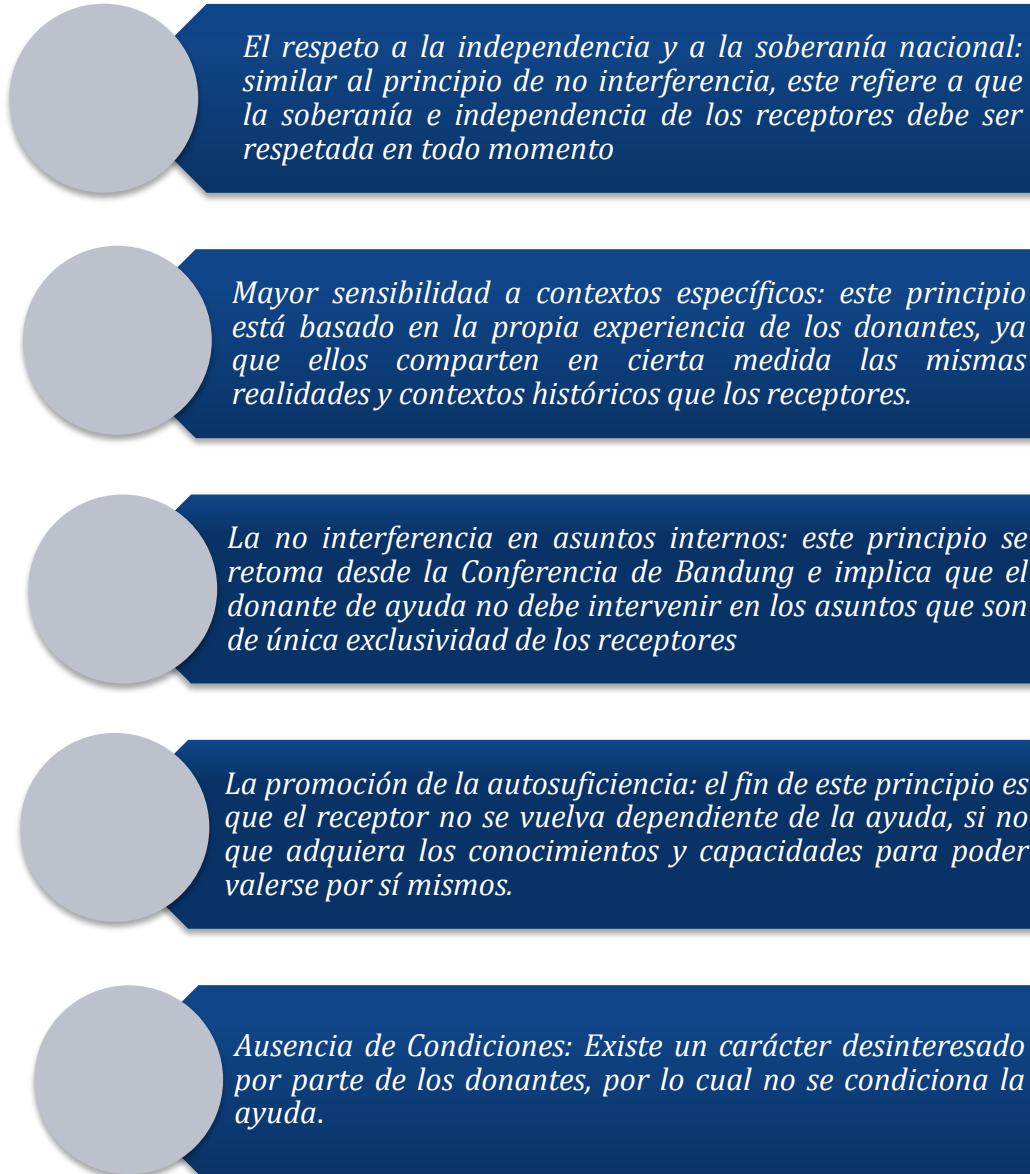 El respeto a la independencia y a la soberanía nacional:
similar al principio de no interferencia, este refiere a que
la soberanía e independencia de los receptores debe ser
respetada en todo momento
Mayor sensibilidad a contextos específicos: este principio
está basado en la propia experiencia de los donantes, ya
que ellos comparten en cierta medida las mismas
realidades y contextos históricos que los receptores.
La no interferencia en asuntos internos: este principio se
retoma desde la Conferencia de Bandung e implica que el
donante de ayuda no debe intervenir en los asuntos que son
de única exclusividad de los receptores
La promoción de la autosuficiencia: el fin de este principio es
que el receptor no se vuelva dependiente de la ayuda, si no
que adquiera los conocimientos y capacidades para poder
valerse por sí mismos.
Ausencia de Condiciones: Existe un carácter desinteresado
por parte de los donantes, por lo cual no se condiciona la
ayuda.